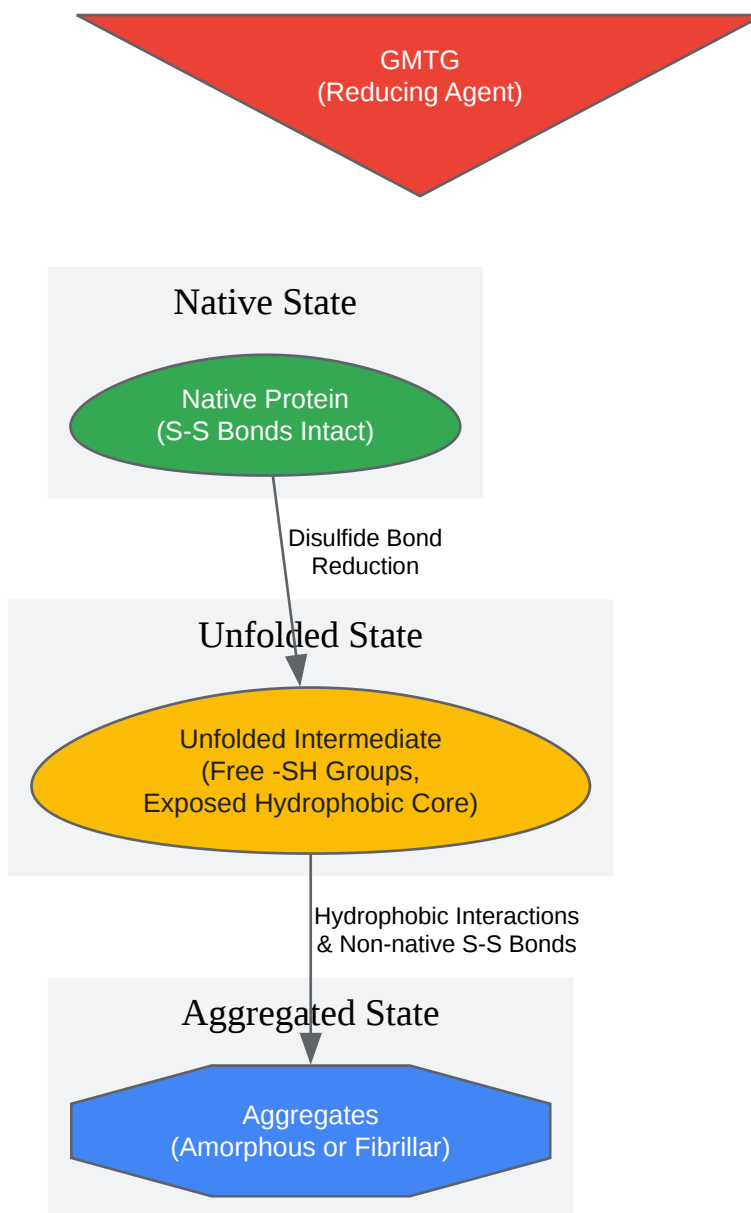 GMTG
(Reducing Agent)
Native State
Native Protein
(S-S Bonds Intact)
Disulfide Bond
Reduction
Unfolded State
Unfolded Intermediate
(Free -SH Groups,
Exposed Hydrophobic Core)
Hydrophobic Interactions
& Non-native S-S Bonds
Aggregated State
Aggregates
(Amorphous or Fibrillar)